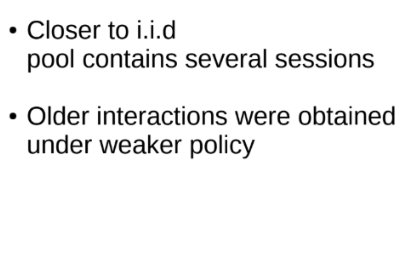 • Closer to i.i.d
pool contains several sessions
• Older interactions were obtained
under weaker policy